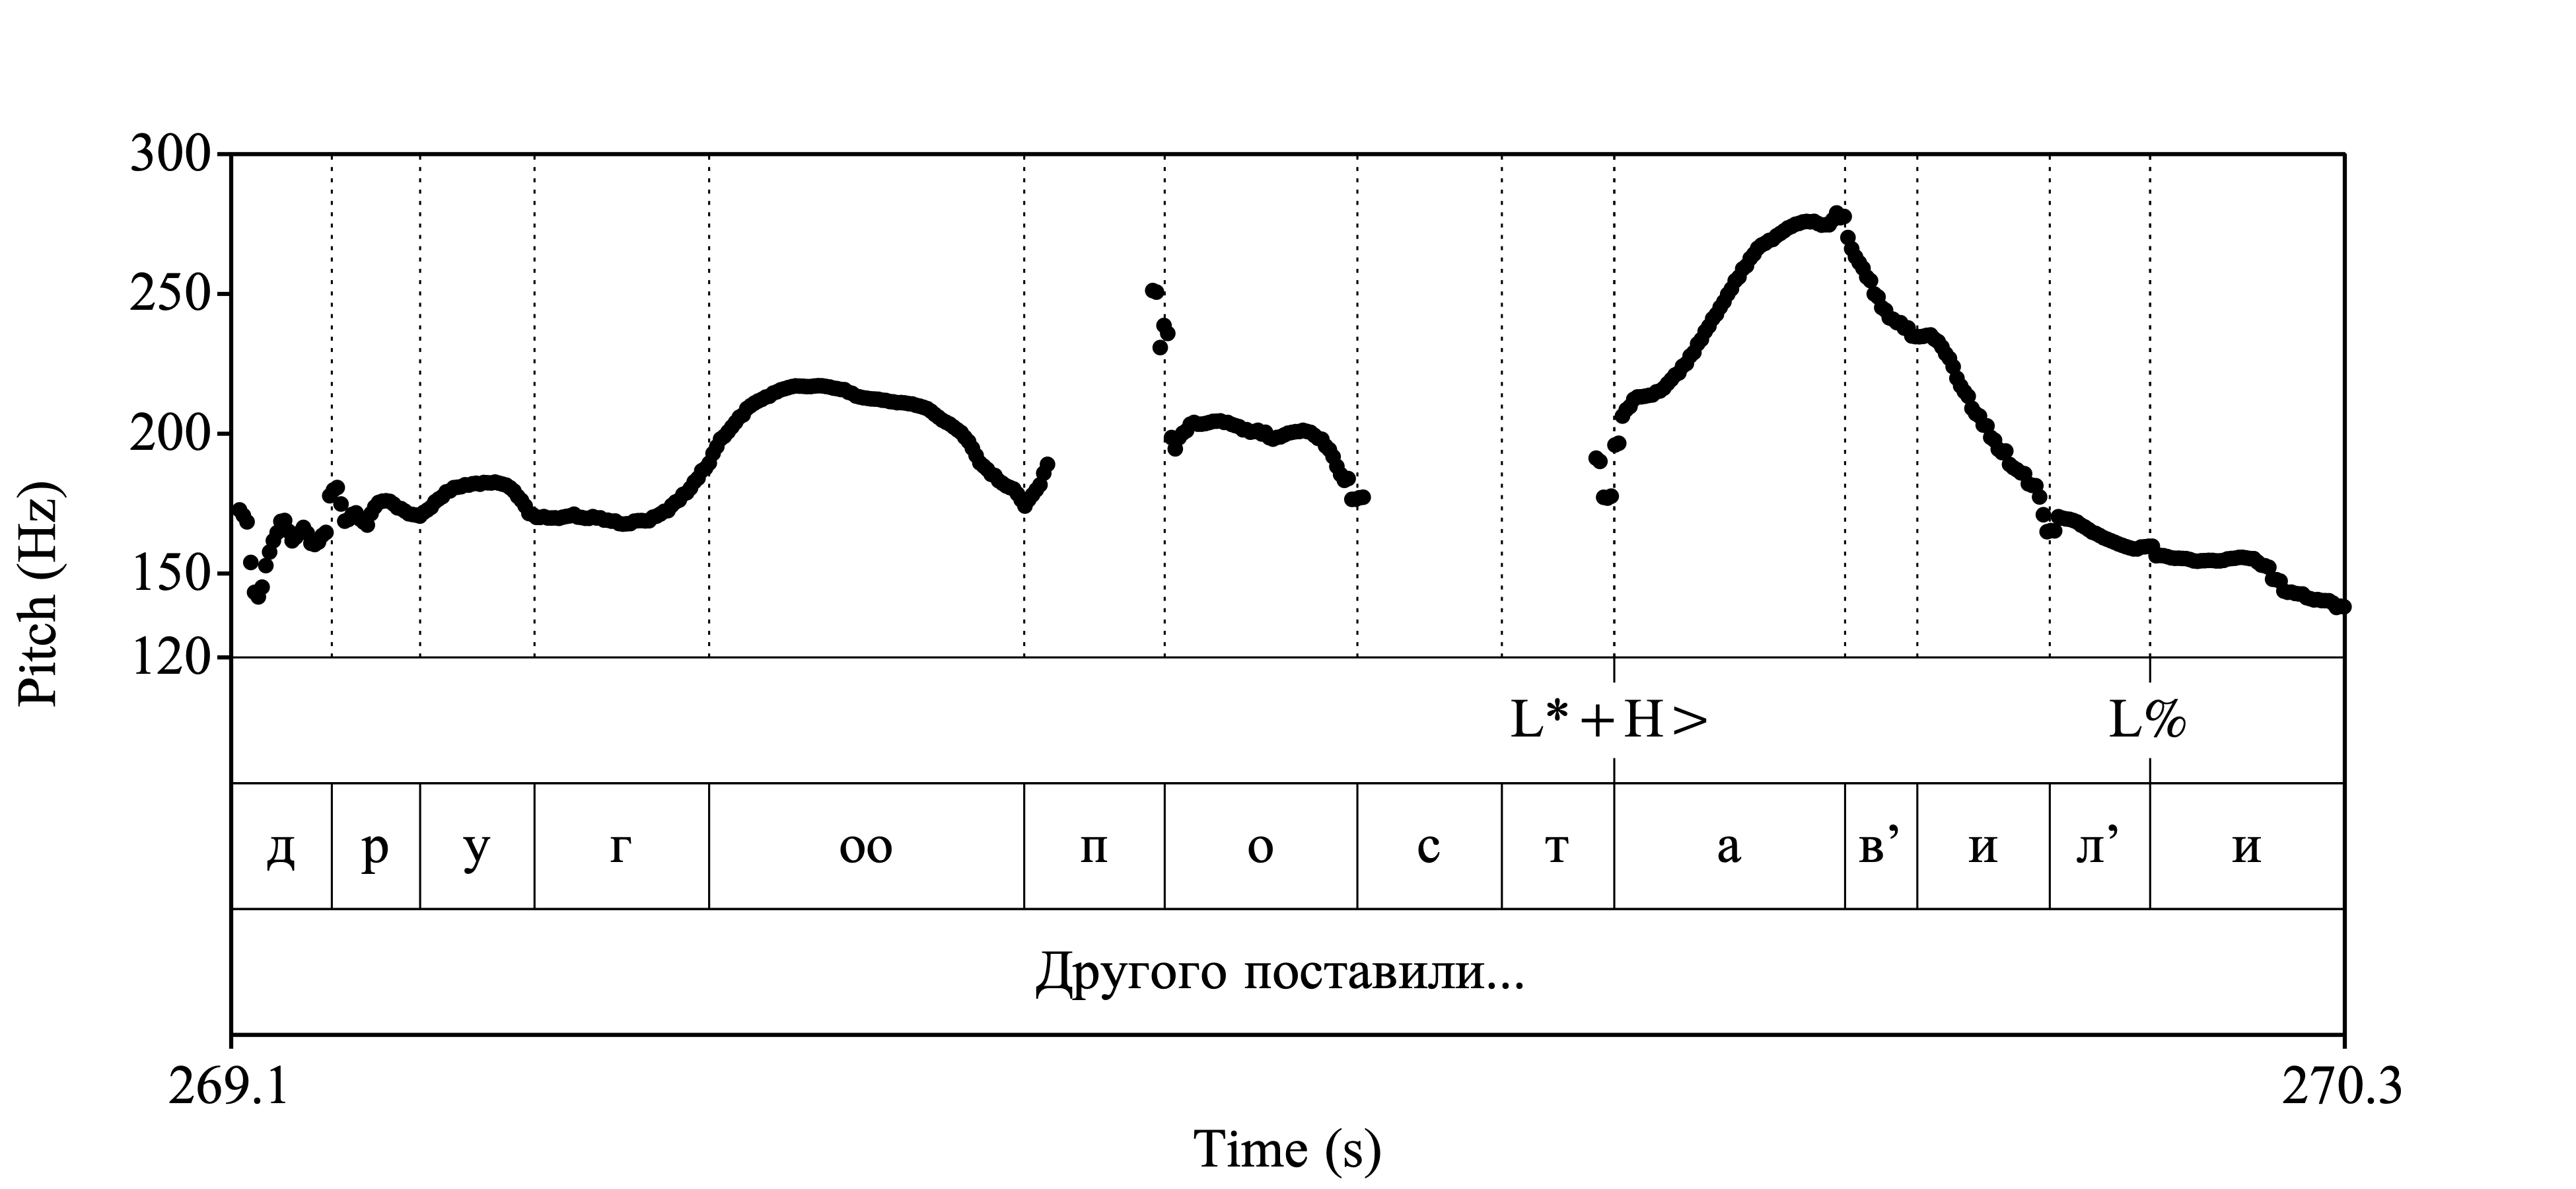 300
250
200
150
120
Pitch (Hz)
L*+H> L%
д р у г оо п о с т а в’ и л’ и
Другого поставили...
269.1 270.3
Time (s)